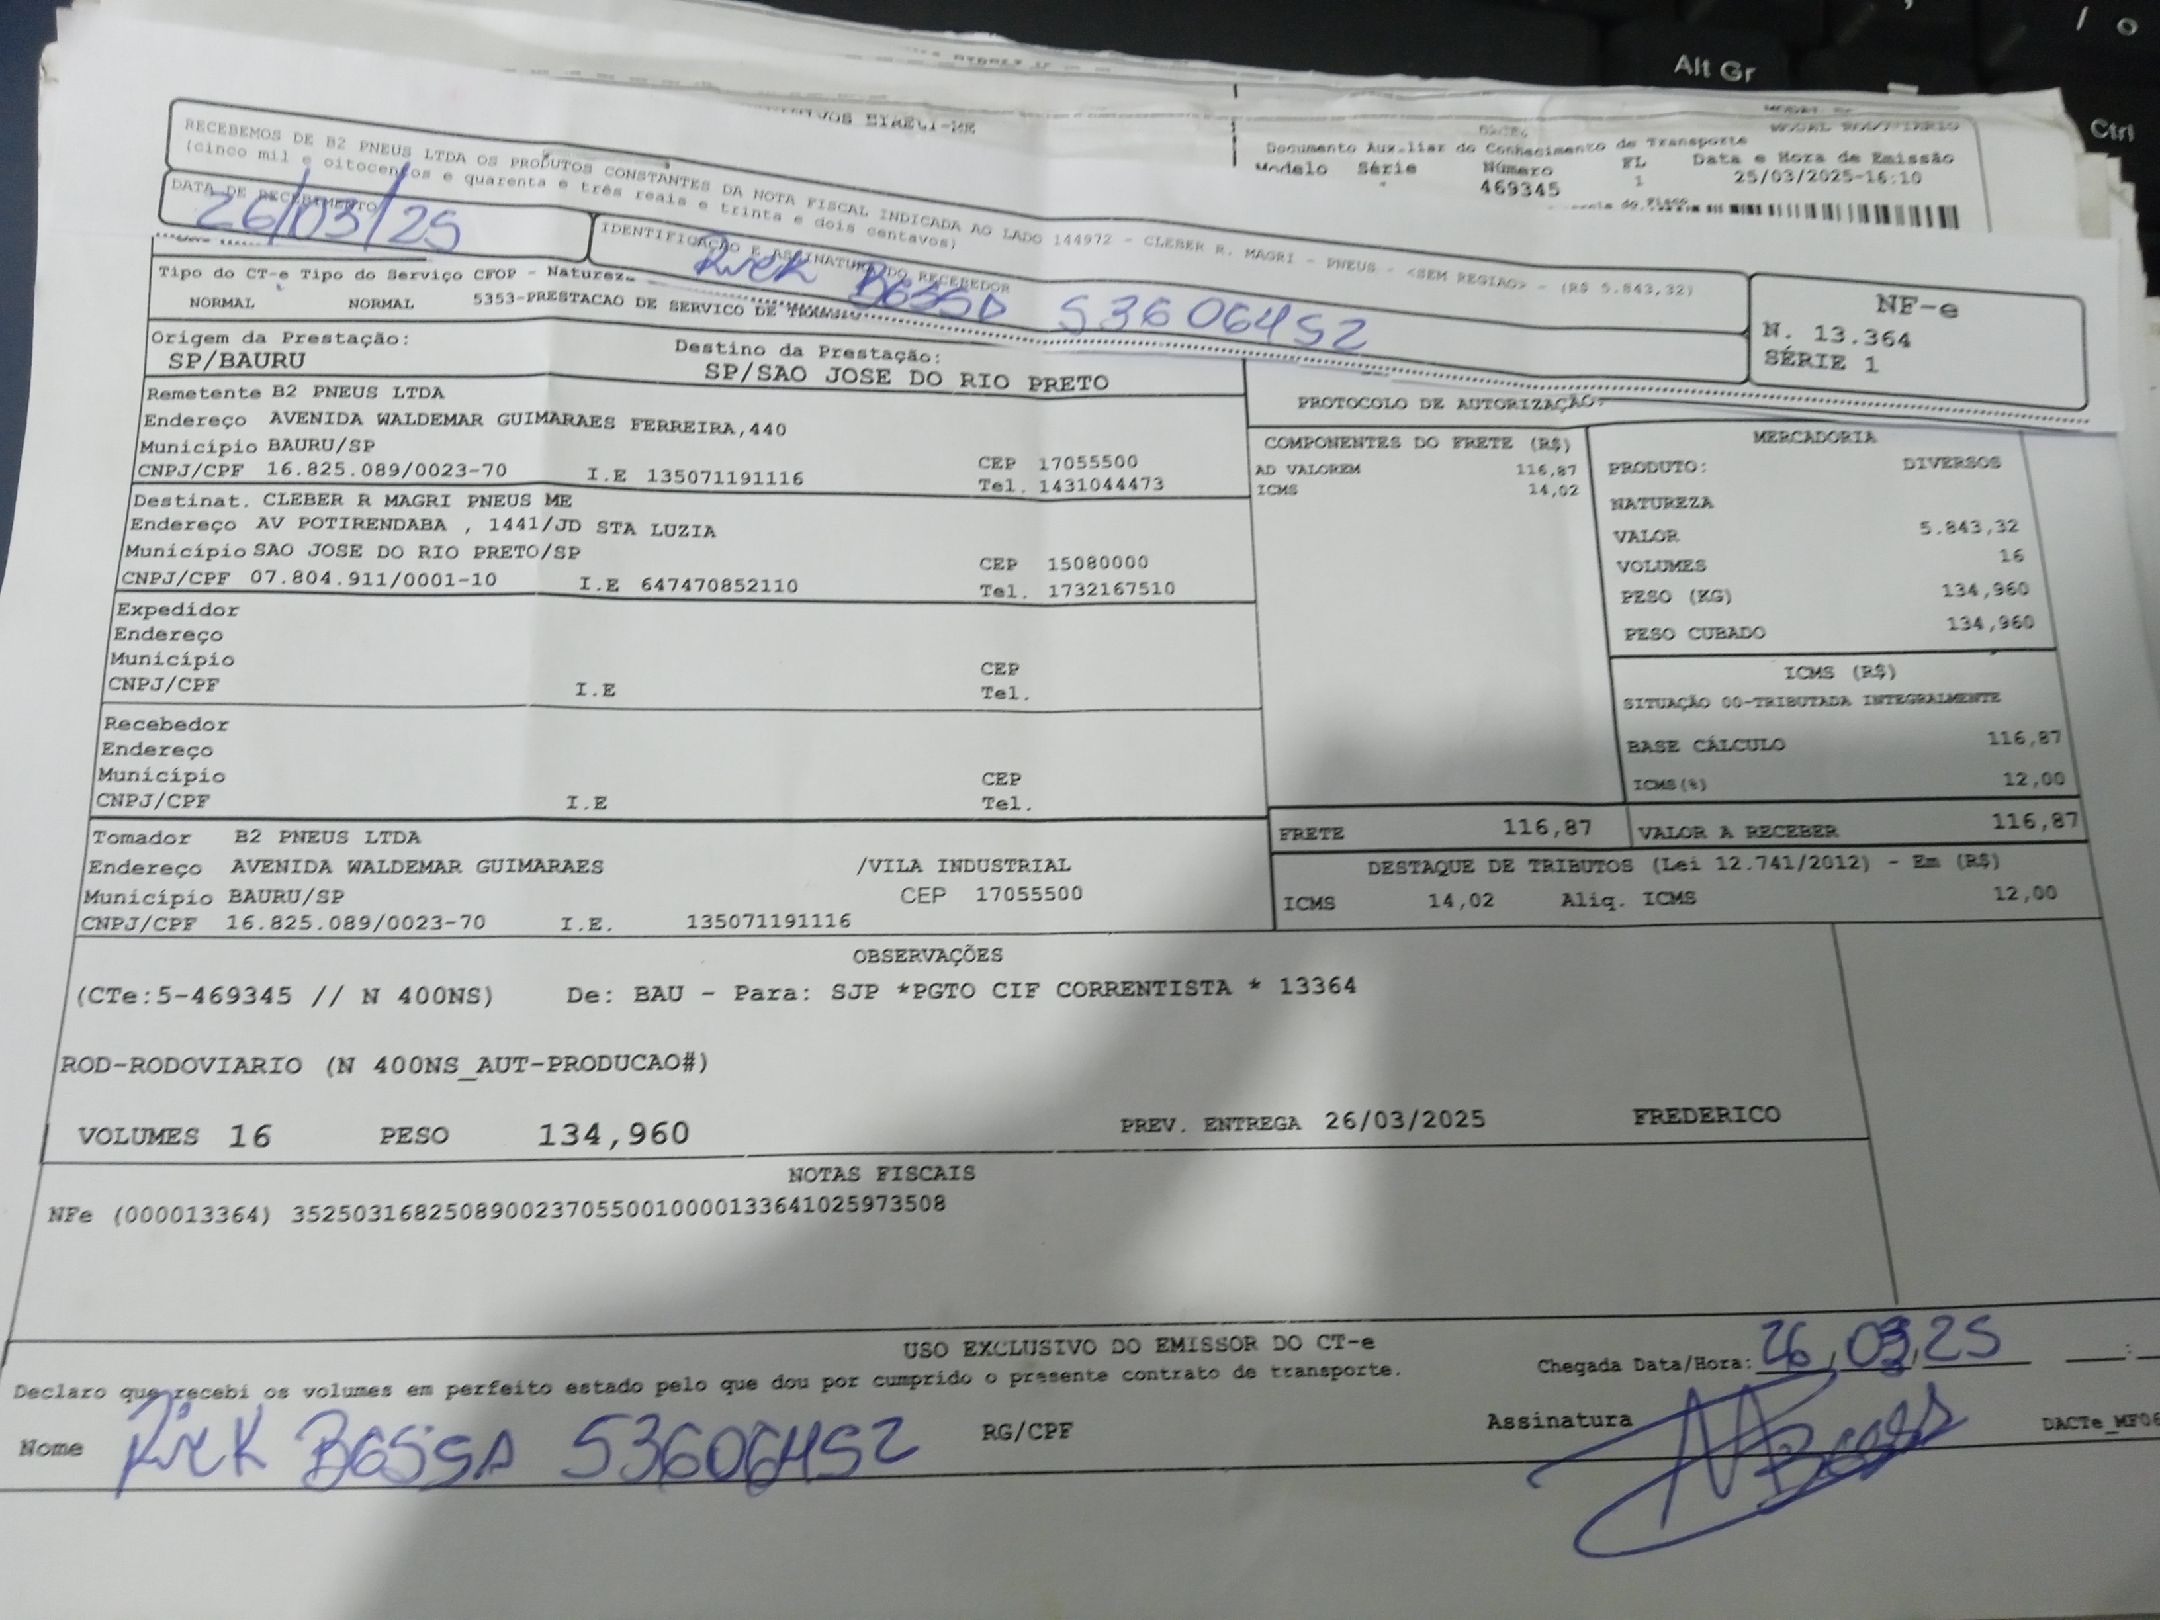 RECEBEMOS DE B2 PNEUS LTDA OS PRODUTOS CONSTANTES DA NOTA FISCAL INDICADA AO LADO 144972 - CLEBER R. MAGRI - PNEUS - <SEM REGIAO> - (R$ 5.843,32)
(cinco mil e oitocentos e quarenta e três reais e trinta e dois centavos)
DATA DE RECEBIMENTO
26/03/25
IDENTIFICAÇÃO E ASSINATURA DO RECEBEDOR
53606452
NF-e
N. 13.364
SÉRIE 1
Documento Auxiliar do Conhecimento de Transporte
Modelo Série Número FL Data e Hora de Emissão
469345 1 25/03/2025-16:10
Tipo do CT-e Tipo do Serviço CFOP -
NORMAL NORMAL 5353-PRESTACAO DE SERVICO DE
Origem da Prestação: Destino da Prestação:
SP/BAURU SP/SAO JOSE DO RIO PRETO
PROTOCOLO DE AUTORIZAÇÃO:
Remetente B2 PNEUS LTDA
Endereço AVENIDA WALDEMAR GUIMARAES FERREIRA,440
Município BAURU/SP CEP 17055500
CNPJ/CPF 16.825.089/0023-70 I.E 135071191116 Tel. 1431044473
Destinat. CLEBER R MAGRI PNEUS ME
Endereço AV POTIRENDABA , 1441/JD STA LUZIA
Município SAO JOSE DO RIO PRETO/SP CEP 15080000
CNPJ/CPF 07.804.911/0001-10 I.E 647470852110 Tel. 1732167510
Expedidor
Endereço
Município CEP
CNPJ/CPF I.E Tel.
Recebedor
Endereço
Município CEP
CNPJ/CPF I.E Tel.
Tomador B2 PNEUS LTDA
Endereço AVENIDA WALDEMAR GUIMARAES /VILA INDUSTRIAL
Município BAURU/SP CEP 17055500
CNPJ/CPF 16.825.089/0023-70 I.E. 135071191116
COMPONENTES DO FRETE (R$)
AD VALOREM 116,87
ICMS 14,02
MERCADORIA
PRODUTO: DIVERSOS
NATUREZA
VALOR 5.843,32
VOLUMES 16
PESO (KG) 134,960
PESO CUBADO 134,960
ICMS (R$)
SITUAÇÃO 00-TRIBUTADA INTEGRALMENTE
BASE CÁLCULO 116,87
ICMS(%) 12,00
FRETE 116,87 VALOR A RECEBER 116,87
DESTAQUE DE TRIBUTOS (Lei 12.741/2012) - Em (R$)
ICMS 14,02 Aliq. ICMS 12,00
OBSERVAÇÕES
(CTe:5-469345 // N 400NS) De: BAU - Para: SJP *PGTO CIF CORRENTISTA * 13364
ROD-RODOVIARIO (N 400NS_AUT-PRODUCAO#)
VOLUMES 16 PESO 134,960 PREV. ENTREGA 26/03/2025 FREDERICO
NOTAS FISCAIS
NFe (000013364) 35250316825089002370550010000133641025973508
USO EXCLUSIVO DO EMISSOR DO CT-e
Declaro que recebi os volumes em perfeito estado pelo que dou por cumprido o presente contrato de transporte.
Chegada Data/Hora: 26,03,25 :
Nome 53606452 RG/CPF Assinatura
Alt Gr
Ctrl